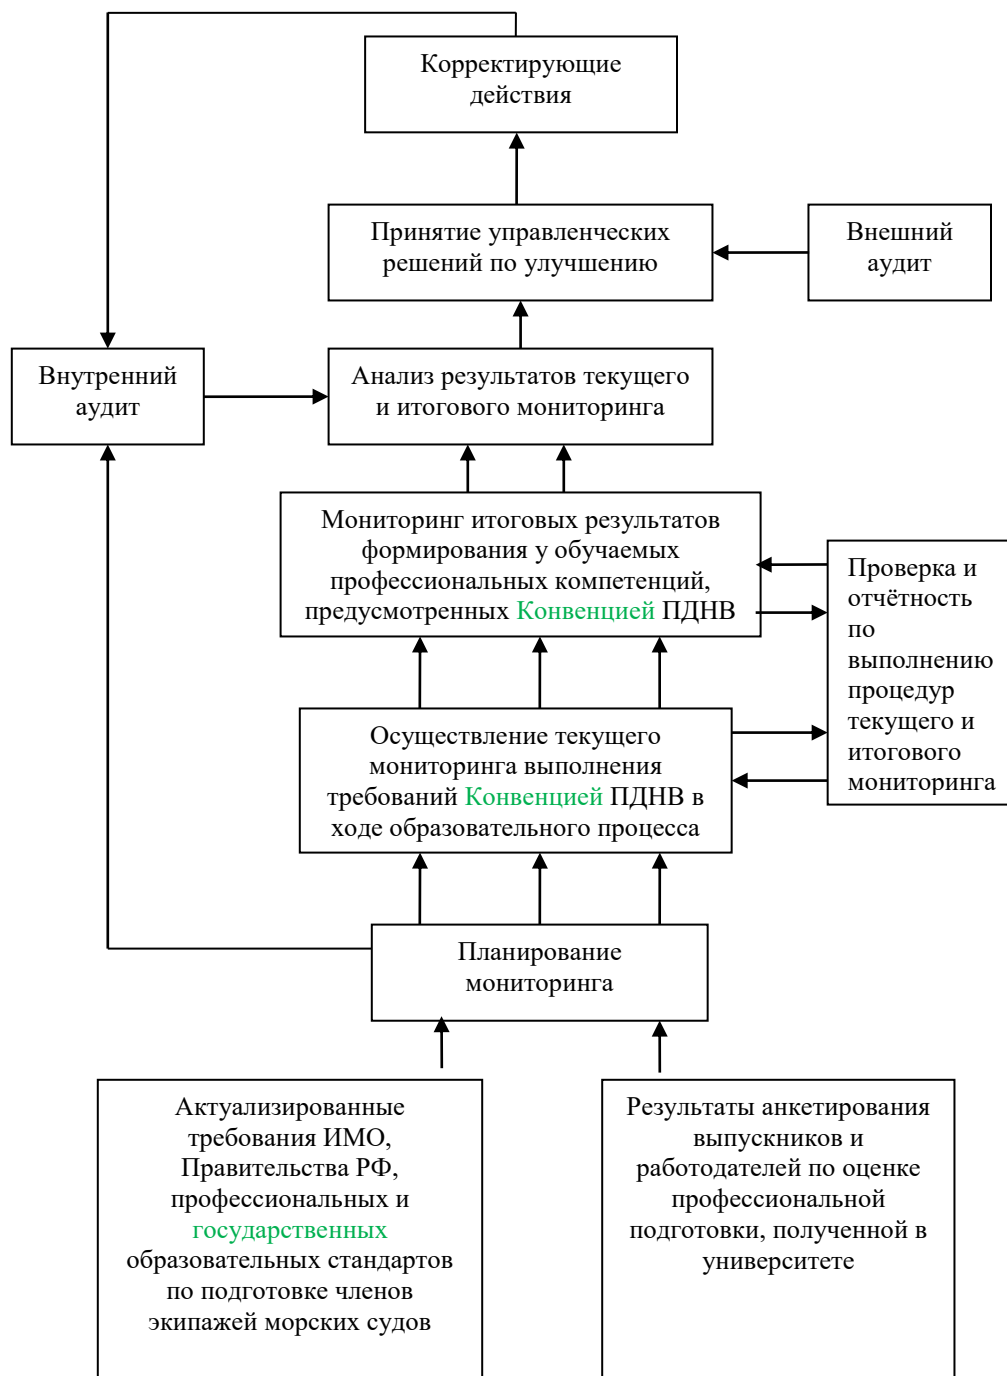 Корректирующие
действия
Принятие управленческих
решений по улучшению
Внешний
аудит
Внутренний
аудит
Анализ результатов текущего
и итогового мониторинга
Мониторинг итоговых результатов
формирования у обучаемых
профессиональных компетенций,
предусмотренных Конвенцией ПДНВ
Проверка и
отчётность
по
выполнению
процедур
текущего и
итогового
мониторинга
Осуществление текущего
мониторинга выполнения
требований Конвенцией ПДНВ в
ходе образовательного процесса
Планирование
мониторинга
Актуализированные
требования ИМО,
Правительства РФ,
профессиональных и
государственных
образовательных стандартов
по подготовке членов
экипажей морских судов
Результаты анкетирования
выпускников и
работодателей по оценке
профессиональной
подготовки, полученной в
университете